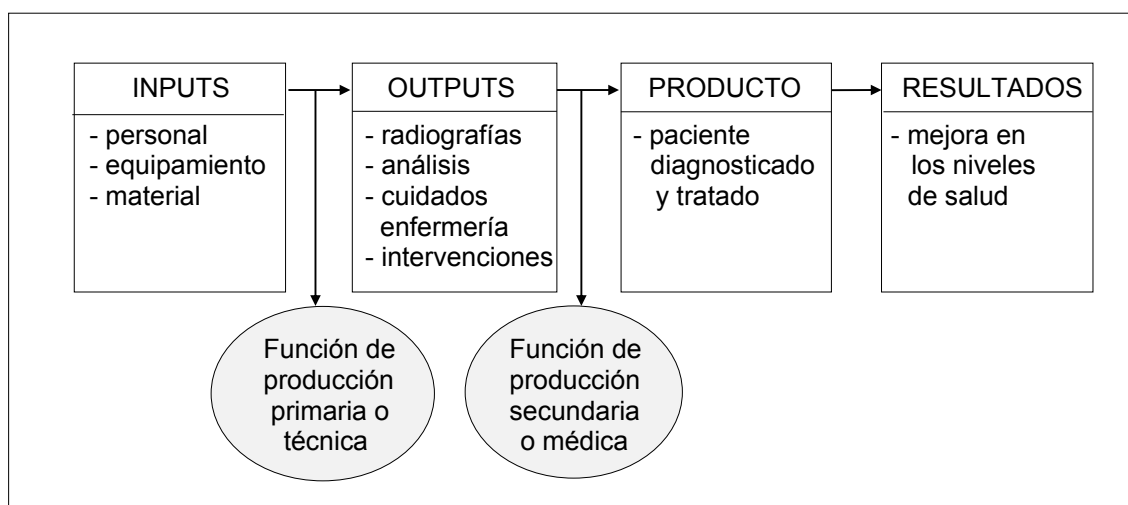 INPUTS
- personal
- equipamiento
- material
OUTPUTS
- radiografías
- análisis
- cuidados
enfermería
- intervenciones
PRODUCTO
- paciente
diagnosticado
y tratado
RESULTADOS
- mejora en
los niveles
de salud
Función de
producción
primaria o
técnica
Función de
producción
secundaria
o médica